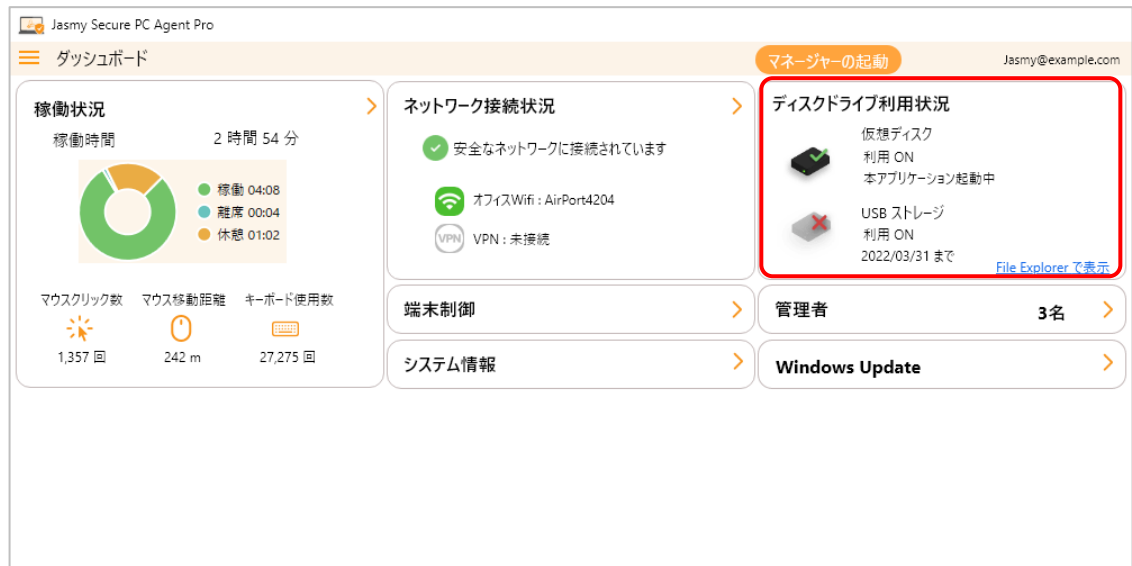 Jasmy Secure PC Agent Pro
ダッシュボード
マネージャーの起動
Jasmy@example.com
稼働状況
稼働時間 2 時間 54 分
稼働 04:08
離席 00:04
休憩 01:02
マウスクリック数 マウス移動距離 キーボード使用数
1,357 回 242 m 27,275 回
ネットワーク接続状況
安全なネットワークに接続されています
オフィスWifi : AirPort4204
VPN VPN : 未接続
ディスクドライブ利用状況
仮想ディスク
利用 ON
本アプリケーション起動中
USB ストレージ
利用 ON
2022/03/31 まで
File Explorer で表示
端末制御
管理者 3名
システム情報
Windows Update